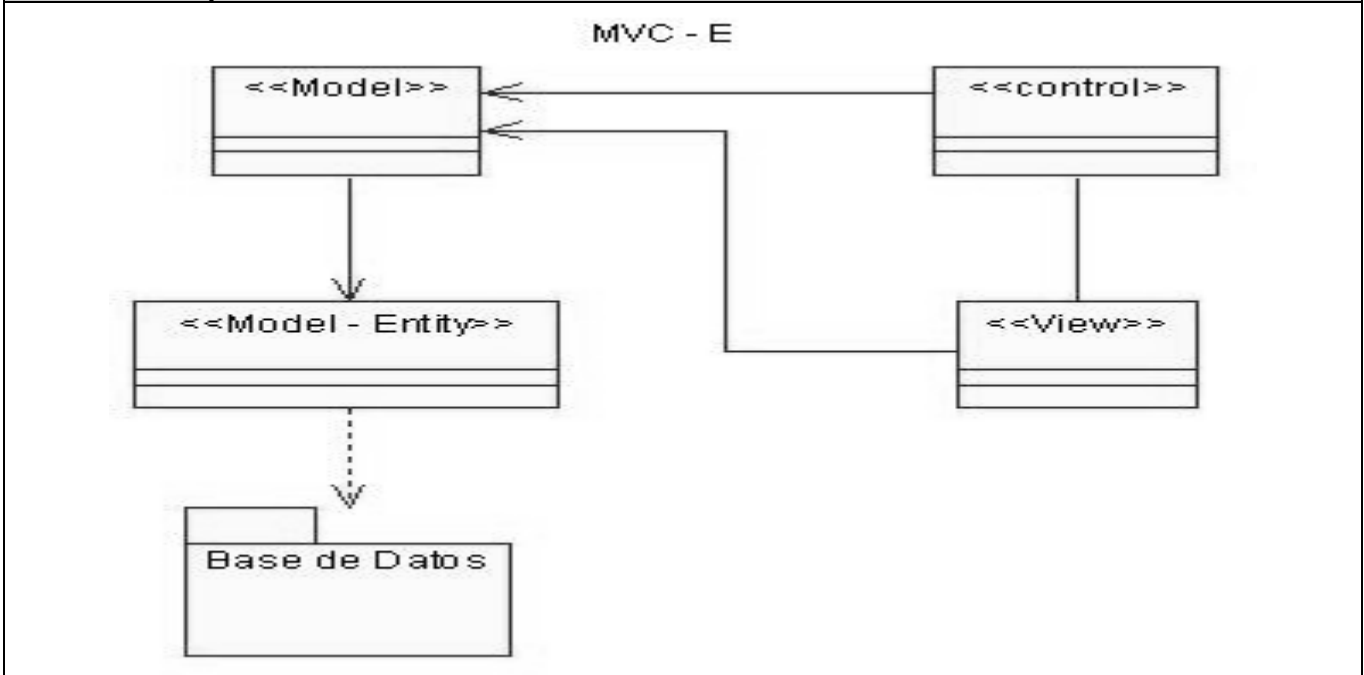 MVC - E
<<Model>>
<<control>>
<<Model - Entity>>
<<View>>
Base de Datos